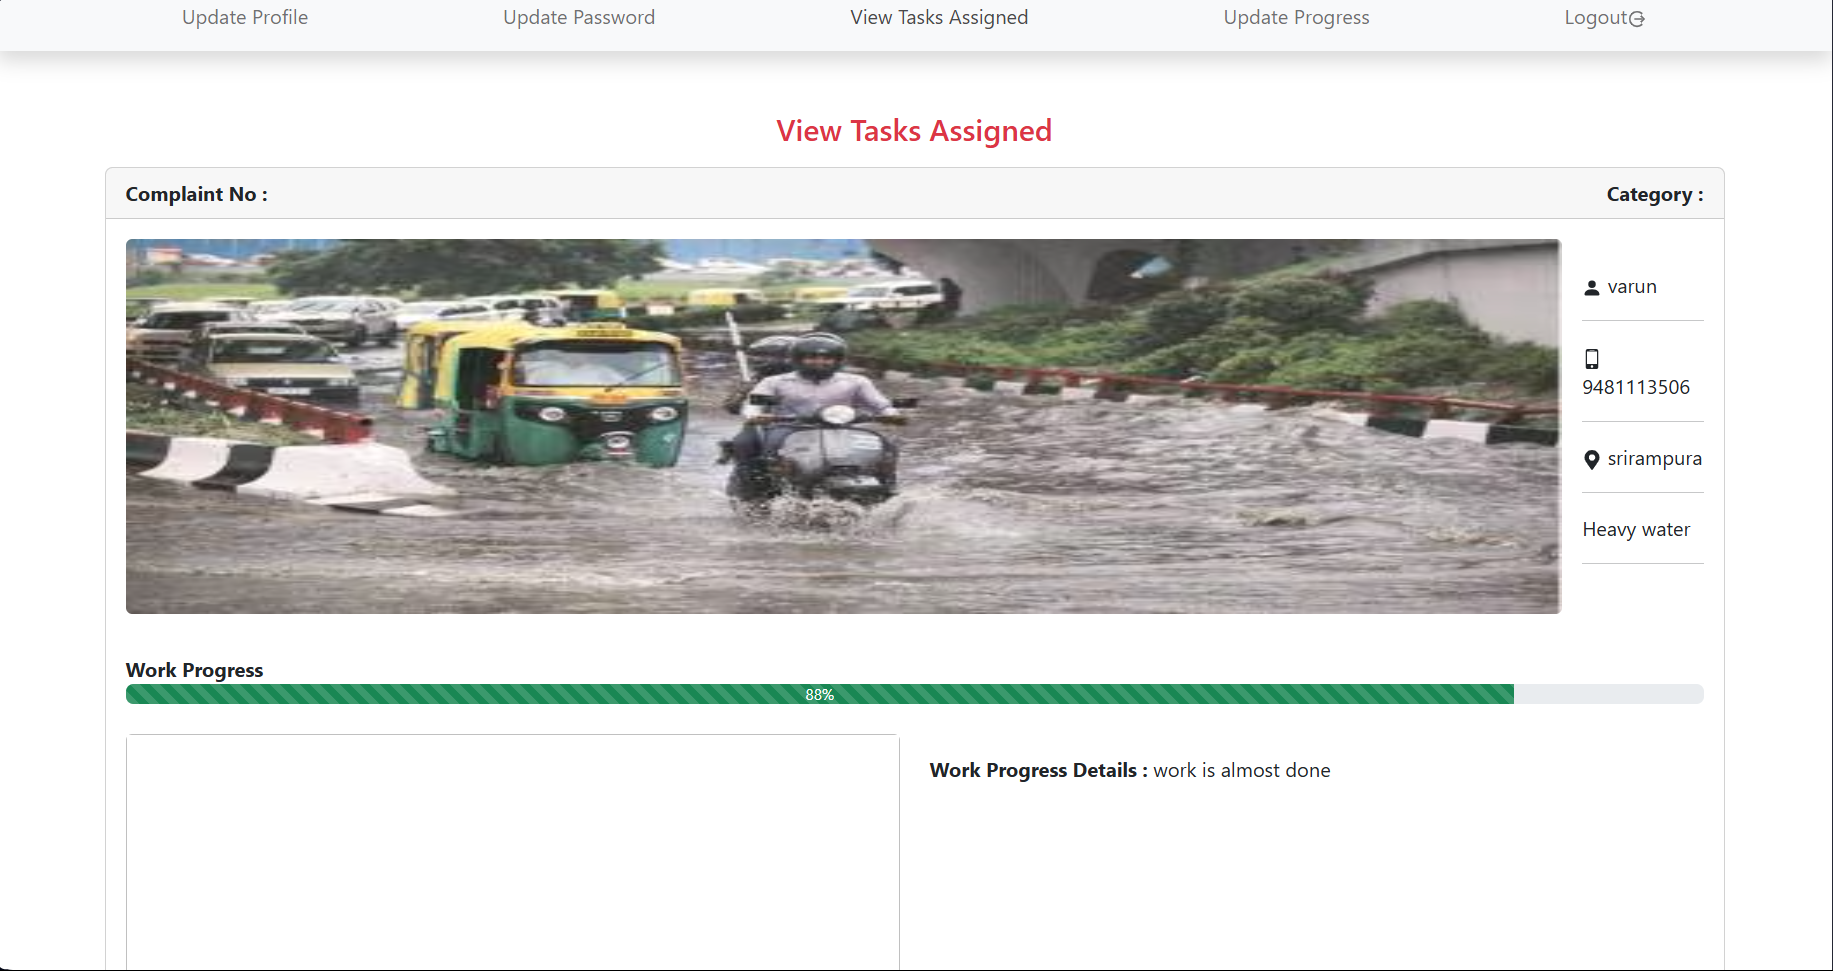 Update Profile
Update Password
View Tasks Assigned
Update Progress
Logout
View Tasks Assigned
Complaint No :
Category :
varun
9481113506
srirampura
Heavy water
Work Progress
88%
Work Progress Details : work is almost done